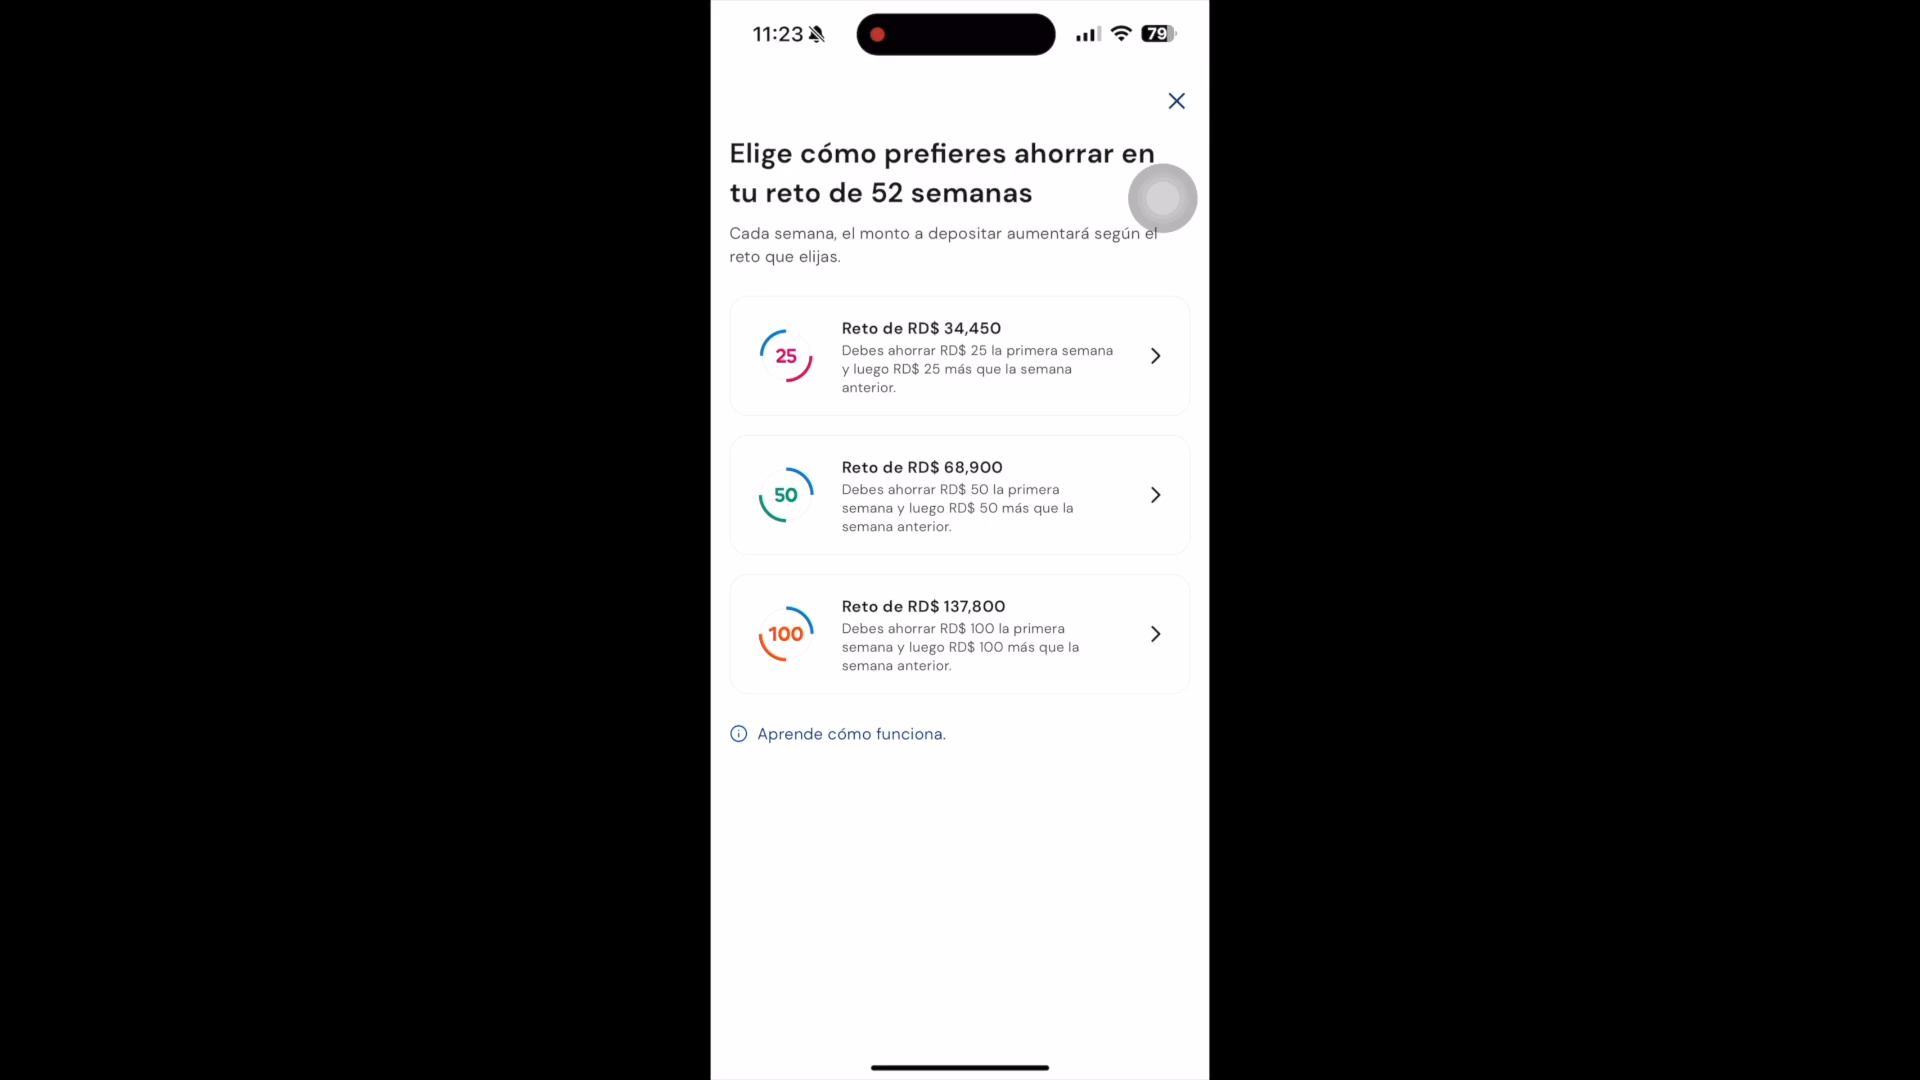 11:23
79
Elige cómo prefieres ahorrar en
tu reto de 52 semanas
Cada semana, el monto a depositar aumentará según el
reto que elijas.
25
Reto de RD$ 34,450
Debes ahorrar RD$ 25 la primera semana
y luego RD$ 25 más que la semana
anterior.
50
Reto de RD$ 68,900
Debes ahorrar RD$ 50 la primera
semana y luego RD$ 50 más que la
semana anterior.
100
Reto de RD$ 137,800
Debes ahorrar RD$ 100 la primera
semana y luego RD$ 100 más que la
semana anterior.
Aprende cómo funciona.